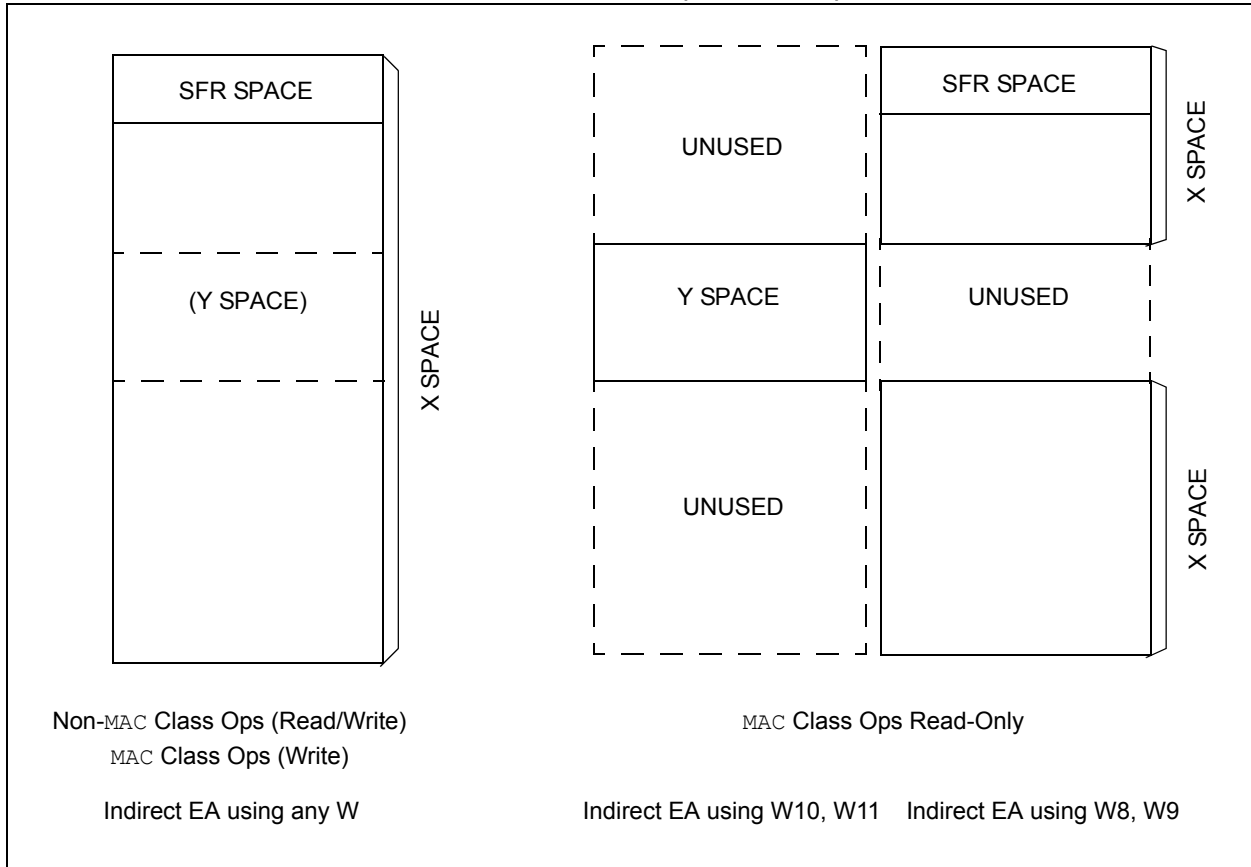 SFR SPACE
(Y SPACE)
X SPACE
Non-MAC Class Ops (Read/Write)
MAC Class Ops (Write)
Indirect EA using any W
UNUSED
Y SPACE
UNUSED
SFR SPACE
X SPACE
UNUSED
X SPACE
MAC Class Ops Read-Only
Indirect EA using W10, W11
Indirect EA using W8, W9